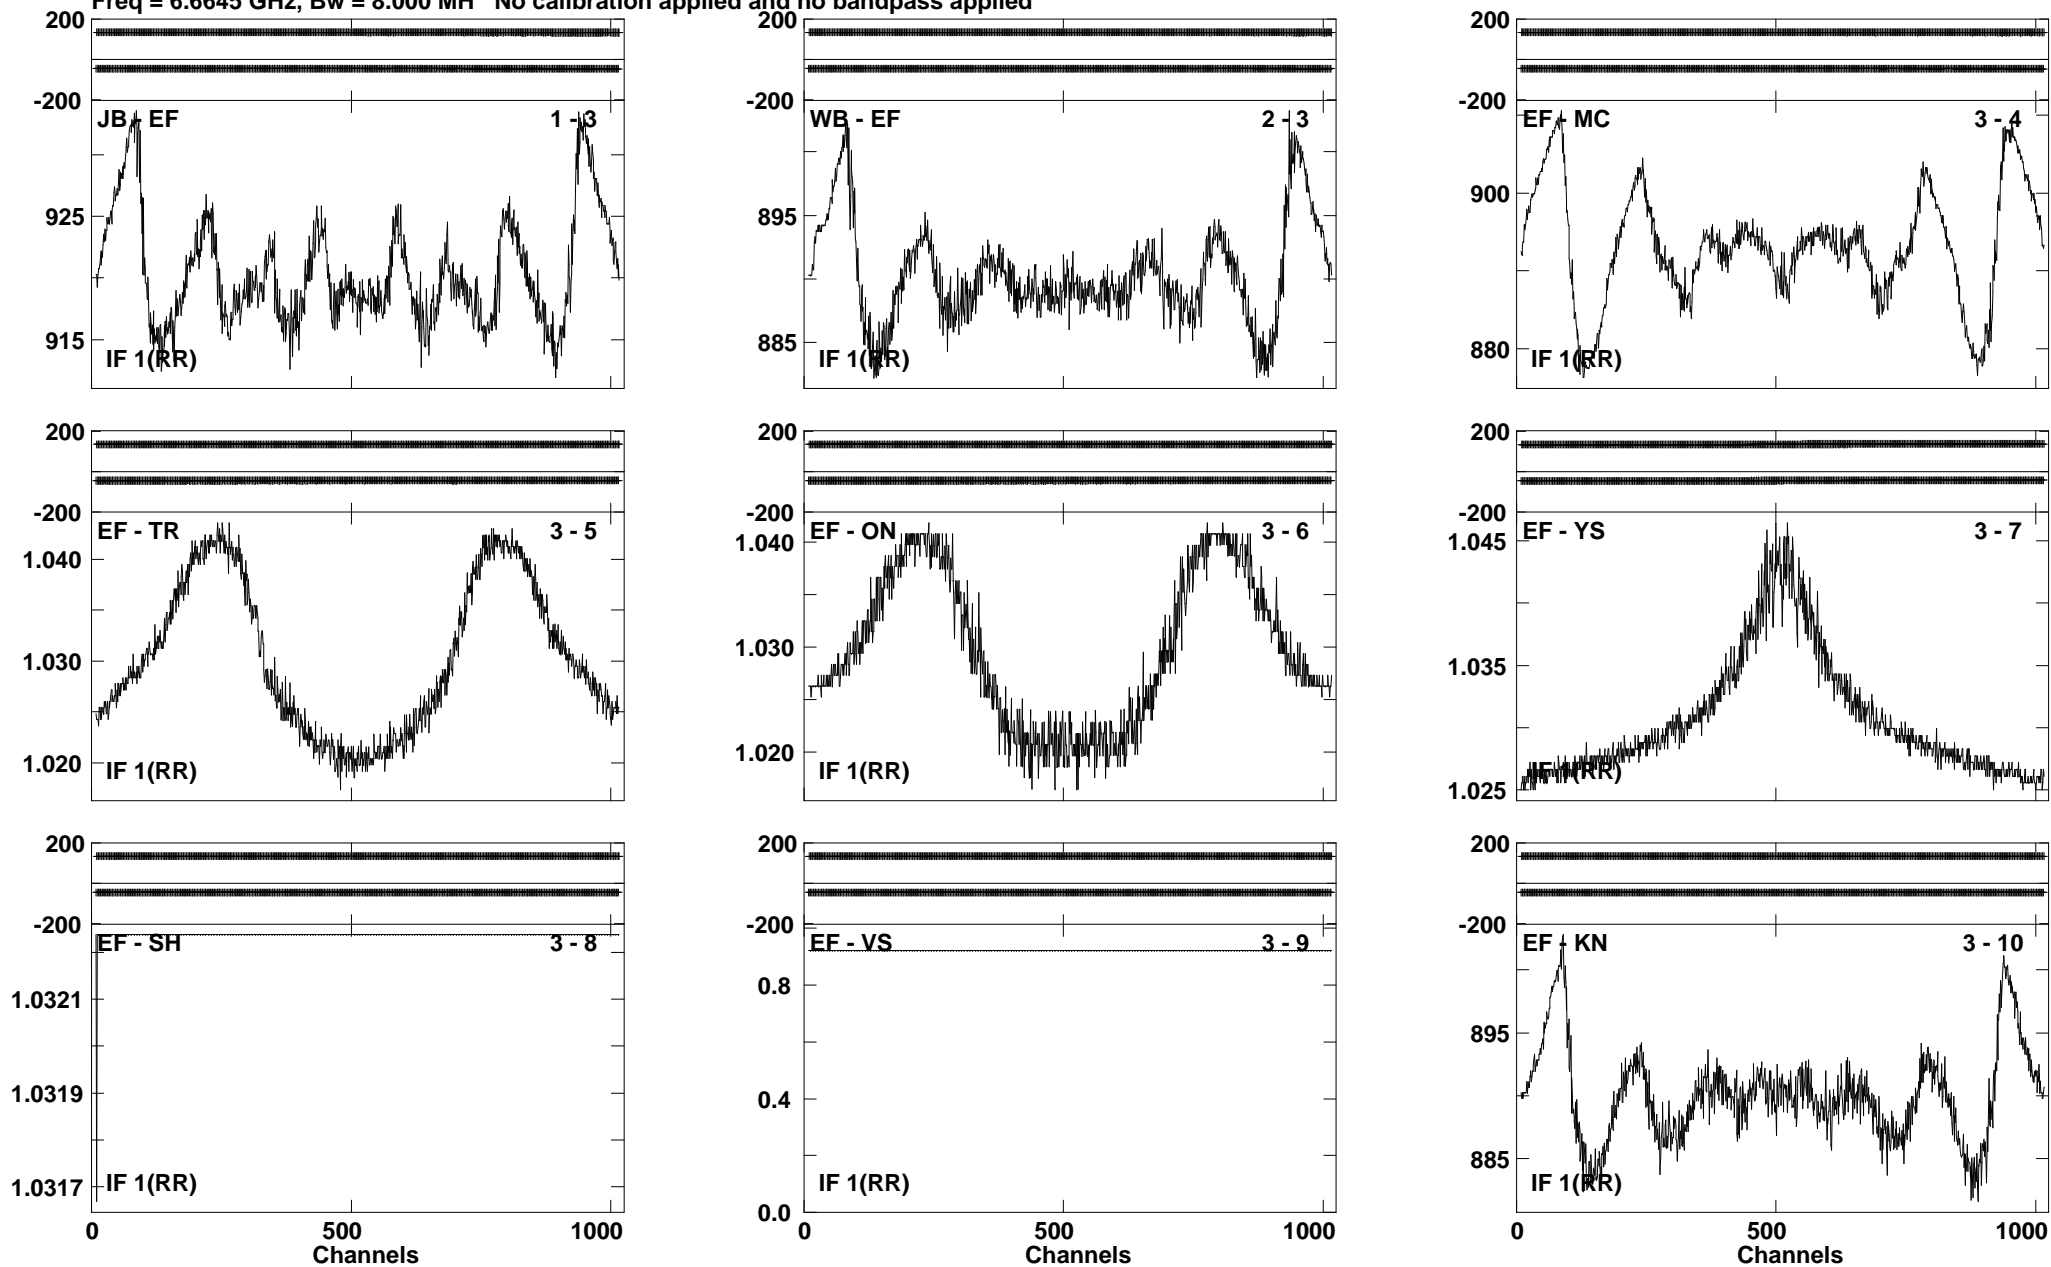 Freq = 6.6645 GHz, Bw = 8.000 MH   No calibration applied and no bandpass applied
200
-200
JB - EF 1 - 3
925
915
IF 1(RR)
200
-200
WB - EF 2 - 3
895
885
IF 1(RR)
200
-200
EF - MC 3 - 4
900
880
IF 1(RR)
200
-200
EF - TR 3 - 5
1.040
1.030
1.020
IF 1(RR)
200
-200
EF - ON 3 - 6
1.040
1.030
1.020
IF 1(RR)
200
-200
EF - YS 3 - 7
1.045
1.035
1.025
IF 1(RR)
200
-200
EF - SH 3 - 8
1.0321
1.0319
1.0317
IF 1(RR)
0 500 1000
Channels
200
-200
EF - VS 3 - 9
0.8
0.4
0.0
IF 1(RR)
0 500 1000
Channels
200
-200
EF - KN 3 - 10
895
885
IF 1(RR)
0 500 1000
Channels